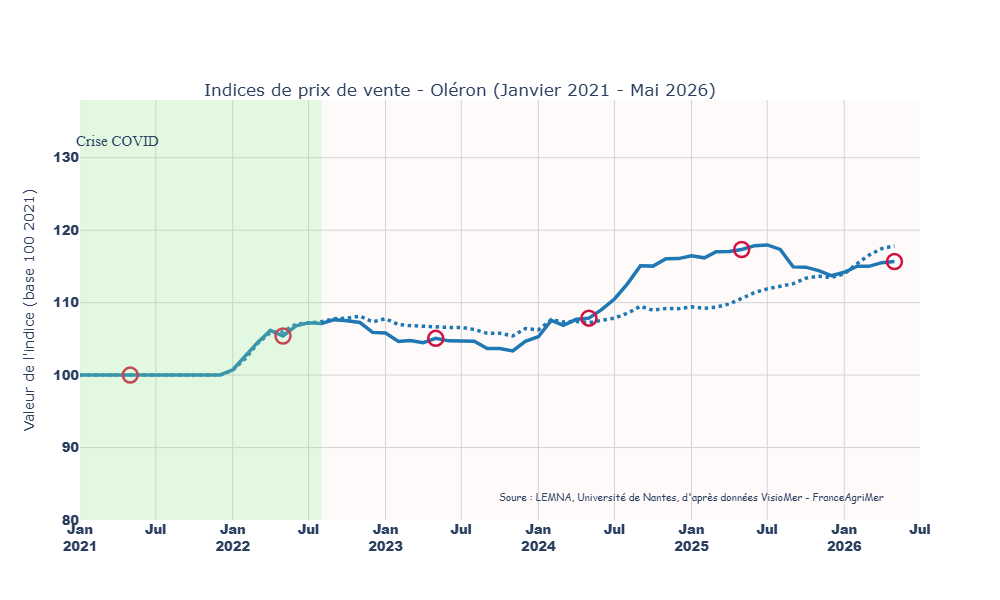 Indices de prix de vente - Oléron (Janvier 2021 - Mai 2026)
Crise COVID
Valeur de l'indice (base 100 2021)
130
120
110
100
90
80
Soure : LEMNA, Université de Nantes, d'après données VisioMer - FranceAgriMer
Jan Jul Jan Jul Jan Jul Jan Jul Jan Jul Jan Jul
2021 2022 2023 2024 2025 2026